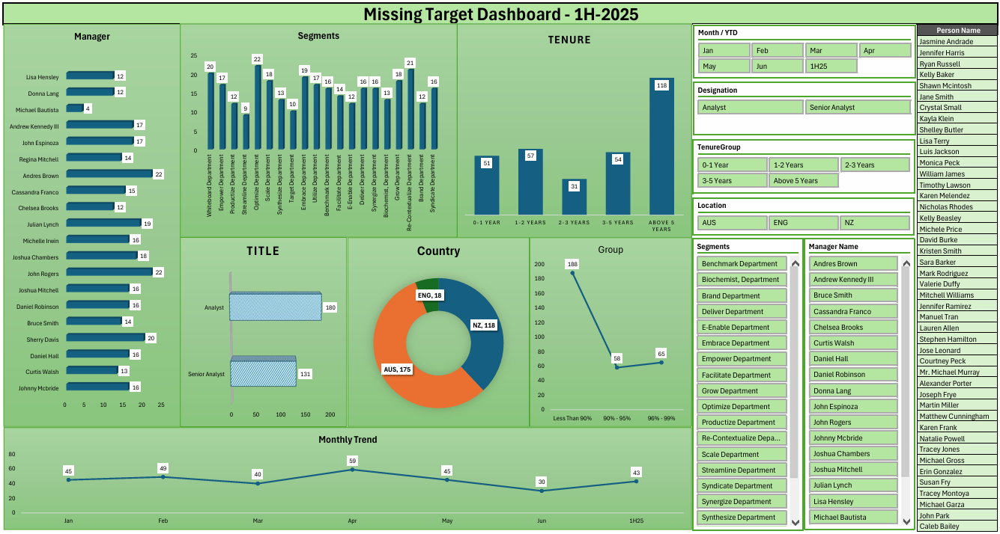 Missing Target Dashboard - 1H-2025
Manager
Lisa Hensley 12
Donna Lang 12
Michael Bautista 4
Andrew Kennedy III 17
John Espinoza 17
Regina Mitchell 14
Andres Brown 22
Cassandra Franco 15
Chelsea Brooks 12
Julian Lynch 19
Michelle Irwin 16
Joshua Chambers 18
John Rogers 22
Joshua Mitchell 16
Daniel Robinson 16
Bruce Smith 14
Sherry Davis 20
Daniel Hall 16
Curtis Walsh 13
Johnny Mcbride 16
0 5 10 15 20 25
Segments
25
20
15
10
5
0
20 17 12 9 22 18 13 10 19 17 16 14 12 16 16 13 18 21 12 16
Whiteboard Department
Empower Department
Productize Department
Streamline Department
Optimize Department
Scale Department
Synthesize Department
Target Department
Embrace Department
Utilize Department
Benchmark Department
Facilitate Department
E-Enable Department
Deliver Department
Synergize Department
Biochemist, Department
Grow Department
Re-Contextualize Department
Brand Department
Syndicate Department
TENURE
51 57 31 54 118
0-1 YEAR 1-2 YEARS 2-3 YEARS 3-5 YEARS ABOVE 5 YEARS
TITLE
Analyst 180
Senior Analyst 131
0 50 100 150 200
Country
ENG, 18
NZ, 118
AUS, 175
Group
200
180
160
140
120
100
80
60
40
20
0
188 58 65
Less Than 90% 90% - 95% 96% - 99%
Monthly Trend
80
60
40
20
0
45 49 40 59 45 30 43
Jan Feb Mar Apr May Jun 1H25
Month / YTD
Jan Feb Mar Apr
May Jun 1H25
Designation
Analyst Senior Analyst
TenureGroup
0-1 Year 1-2 Years 2-3 Years
3-5 Years Above 5 Years
Location
AUS ENG NZ
Segments
Benchmark Department
Biochemist, Department
Brand Department
Deliver Department
E-Enable Department
Embrace Department
Empower Department
Facilitate Department
Grow Department
Optimize Department
Productize Department
Re-Contextualize Depa...
Scale Department
Streamline Department
Syndicate Department
Synergize Department
Synthesize Department
Manager Name
Andres Brown
Andrew Kennedy III
Bruce Smith
Cassandra Franco
Chelsea Brooks
Curtis Walsh
Daniel Hall
Daniel Robinson
Donna Lang
John Espinoza
John Rogers
Johnny Mcbride
Joshua Chambers
Joshua Mitchell
Julian Lynch
Lisa Hensley
Michael Bautista
Person Name
Jasmine Andrade
Jennifer Harris
Ryan Russell
Kelly Baker
Shawn Mcintosh
Jane Smith
Crystal Small
Kayla Klein
Shelley Butler
Lisa Terry
Luis Jackson
Monica Peck
William James
Timothy Lawson
Karen Melendez
Nicholas Rhodes
Kelly Beasley
Michele Price
David Burke
Kristen Smith
Sara Barker
Mark Rodriguez
Valerie Duffy
Mitchell Williams
Jennifer Ramirez
Manuel Tran
Lauren Allen
Stephen Hamilton
Jose Leonard
Courtney Peck
Mr. Michael Murray
Alexander Porter
Joseph Frye
Martin Miller
Matthew Cunningham
Karen Frank
Natalie Powell
Tracey Jones
Michael Gross
Erin Gonzalez
Susan Fry
Tracey Montoya
Michael Garza
John Park
Caleb Bailey